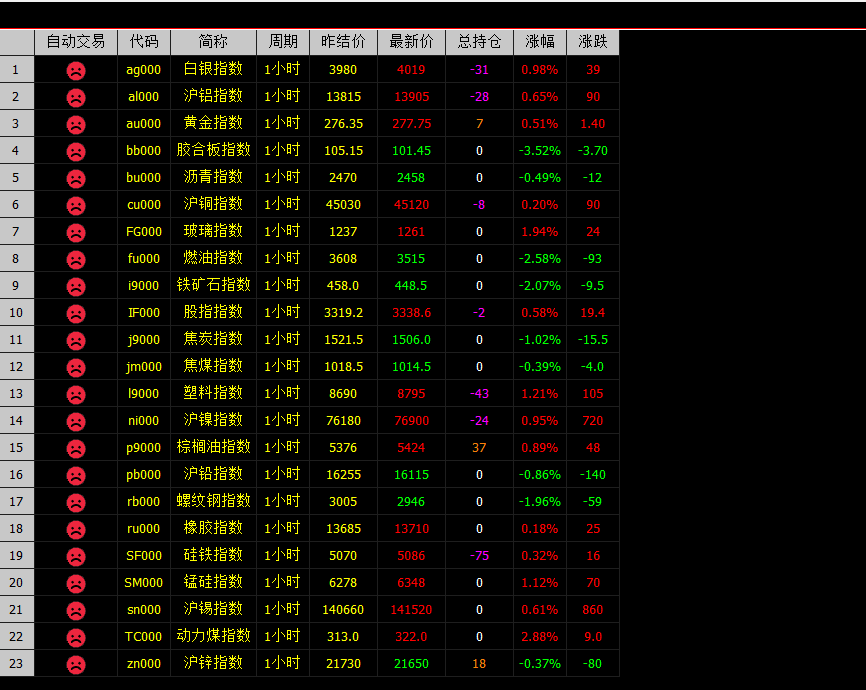 自动交易 代码 简称 周期 昨结价 最新价 总持仓 涨幅 涨跌
1 ag000 白银指数 1小时 3980 4019 -31 0.98% 39
2 al000 沪铝指数 1小时 13815 13905 -28 0.65% 90
3 au000 黄金指数 1小时 276.35 277.75 7 0.51% 1.40
4 bb000 胶合板指数 1小时 105.15 101.45 0 -3.52% -3.70
5 bu000 沥青指数 1小时 2470 2458 0 -0.49% -12
6 cu000 沪铜指数 1小时 45030 45120 -8 0.20% 90
7 FG000 玻璃指数 1小时 1237 1261 0 1.94% 24
8 fu000 燃油指数 1小时 3608 3515 0 -2.58% -93
9 i9000 铁矿石指数 1小时 458.0 448.5 0 -2.07% -9.5
10 IF000 股指指数 1小时 3319.2 3338.6 -2 0.58% 19.4
11 j9000 焦炭指数 1小时 1521.5 1506.0 0 -1.02% -15.5
12 jm000 焦煤指数 1小时 1018.5 1014.5 0 -0.39% -4.0
13 l9000 塑料指数 1小时 8690 8795 -43 1.21% 105
14 ni000 沪镍指数 1小时 76180 76900 -24 0.95% 720
15 p9000 棕榈油指数 1小时 5376 5424 37 0.89% 48
16 pb000 沪铅指数 1小时 16255 16115 0 -0.86% -140
17 rb000 螺纹钢指数 1小时 3005 2946 0 -1.96% -59
18 ru000 橡胶指数 1小时 13685 13710 0 0.18% 25
19 SF000 硅铁指数 1小时 5070 5086 -75 0.32% 16
20 SM000 锰硅指数 1小时 6278 6348 0 1.12% 70
21 sn000 沪锡指数 1小时 140660 141520 0 0.61% 860
22 TC000 动力煤指数 1小时 313.0 322.0 0 2.88% 9.0
23 zn000 沪锌指数 1小时 21730 21650 18 -0.37% -80